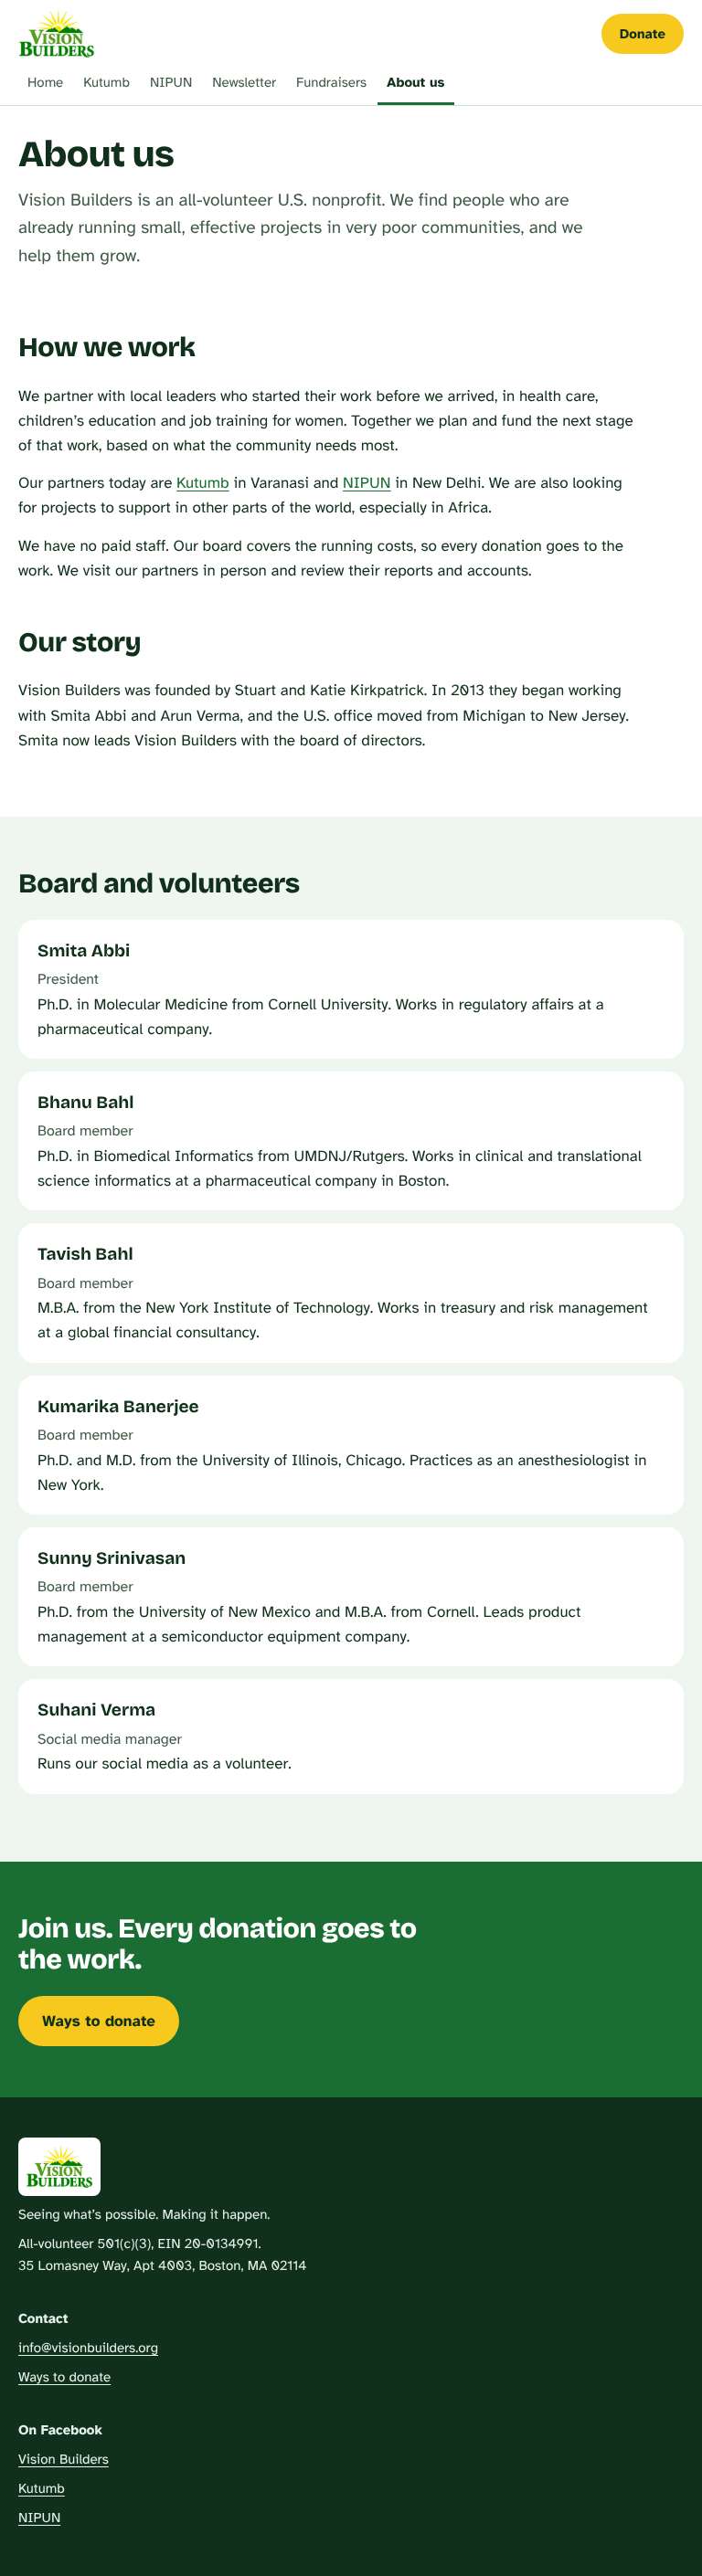 VISION
BUILDERS
Donate
Home Kutumb NIPUN Newsletter Fundraisers About us
About us
Vision Builders is an all-volunteer U.S. nonprofit. We find people who are
already running small, effective projects in very poor communities, and we
help them grow.
How we work
We partner with local leaders who started their work before we arrived, in health care,
children’s education and job training for women. Together we plan and fund the next stage
of that work, based on what the community needs most.
Our partners today are Kutumb in Varanasi and NIPUN in New Delhi. We are also looking
for projects to support in other parts of the world, especially in Africa.
We have no paid staff. Our board covers the running costs, so every donation goes to the
work. We visit our partners in person and review their reports and accounts.
Our story
Vision Builders was founded by Stuart and Katie Kirkpatrick. In 2013 they began working
with Smita Abbi and Arun Verma, and the U.S. office moved from Michigan to New Jersey.
Smita now leads Vision Builders with the board of directors.
Board and volunteers
Smita Abbi
President
Ph.D. in Molecular Medicine from Cornell University. Works in regulatory affairs at a
pharmaceutical company.
Bhanu Bahl
Board member
Ph.D. in Biomedical Informatics from UMDNJ/Rutgers. Works in clinical and translational
science informatics at a pharmaceutical company in Boston.
Tavish Bahl
Board member
M.B.A. from the New York Institute of Technology. Works in treasury and risk management
at a global financial consultancy.
Kumarika Banerjee
Board member
Ph.D. and M.D. from the University of Illinois, Chicago. Practices as an anesthesiologist in
New York.
Sunny Srinivasan
Board member
Ph.D. from the University of New Mexico and M.B.A. from Cornell. Leads product
management at a semiconductor equipment company.
Suhani Verma
Social media manager
Runs our social media as a volunteer.
Join us. Every donation goes to
the work.
Ways to donate
VISION
BUILDERS
Seeing what’s possible. Making it happen.
All-volunteer 501(c)(3), EIN 20-0134991.
35 Lomasney Way, Apt 4003, Boston, MA 02114
Contact
info@visionbuilders.org
Ways to donate
On Facebook
Vision Builders
Kutumb
NIPUN